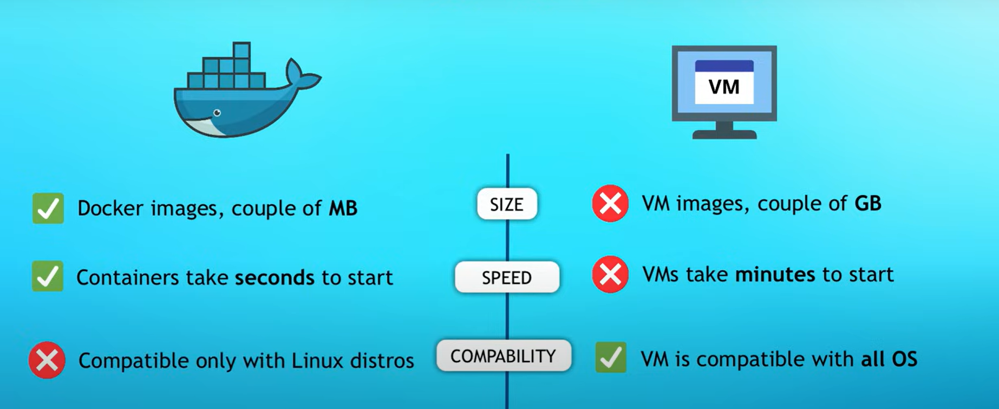 VM
Docker images, couple of MB
SIZE
VM images, couple of GB
Containers take seconds to start
SPEED
VMs take minutes to start
Compatible only with Linux distros
COMPABILITY
VM is compatible with all OS